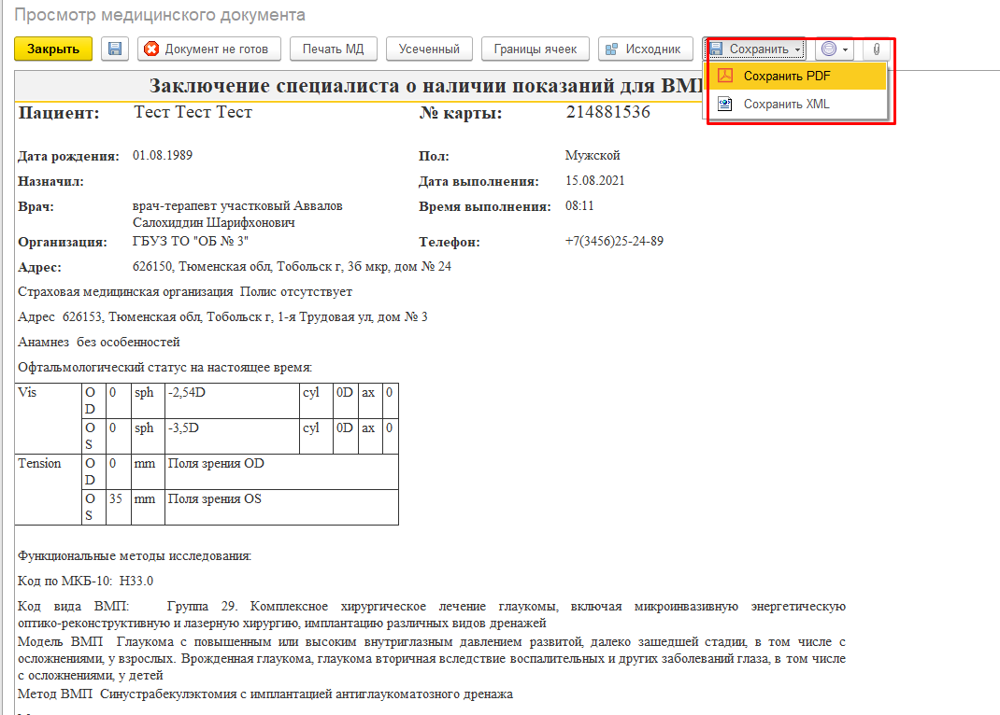 Просмотр медицинского документа
Закрыть Документ не готов Печать МД Усеченный Границы ячеек Исходник Сохранить
Сохранить PDF
Сохранить XML
Заключение специалиста о наличии показаний для ВМП
Пациент: Тест Тест Тест № карты: 214881536
Дата рождения: 01.08.1989 Пол: Мужской
Назначил: Дата выполнения: 15.08.2021
Врач: врач-терапевт участковый Аввалов Время выполнения: 08:11
Салохиддин Шарифхонович
Организация: ГБУЗ ТО "ОБ № 3" Телефон: +7(3456)25-24-89
Адрес: 626150, Тюменская обл, Тобольск г, 3б мкр, дом № 24
Страховая медицинская организация Полис отсутствует
Адрес 626153, Тюменская обл, Тобольск г, 1-я Трудовая ул, дом № 3
Анамнез без особенностей
Офтальмологический статус на настоящее время:
Vis OD 0 sph -2,54D cyl 0D ax 0
OS 0 sph -3,5D cyl 0D ax 0
Tension OD 0 mm Поля зрения OD
OS 35 mm Поля зрения OS
Функциональные методы исследования:
Код по МКБ-10: H33.0
Код вида ВМП: Группа 29. Комплексное хирургическое лечение глаукомы, включая микроинвазивную энергетическую
оптико-реконструктивную и лазерную хирургию, имплантацию различных видов дренажей
Модель ВМП Глаукома с повышенным или высоким внутриглазным давлением развитой, далеко зашедшей стадии, в том числе с
осложнениями, у взрослых. Врожденная глаукома, глаукома вторичная вследствие воспалительных и других заболеваний глаза, в том числе
с осложнениями, у детей
Метод ВМП Синустрабекулэктомия с имплантацией антиглаукоматозного дренажа